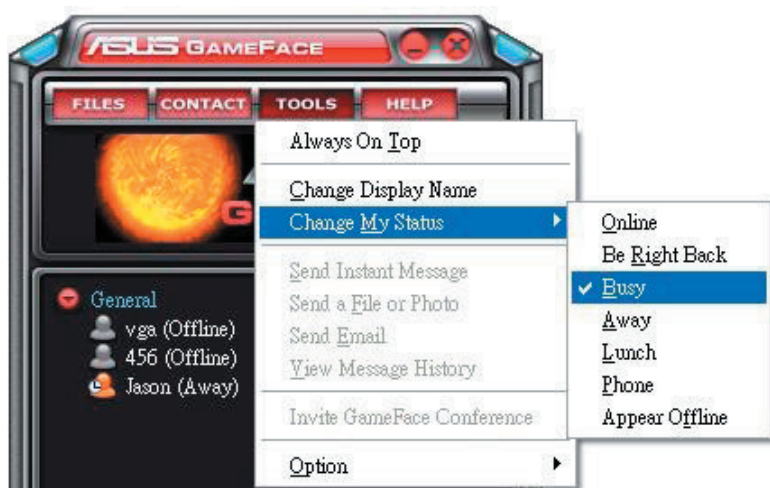 ASUS GAMEFACE
FILES CONTACT TOOLS HELP
G
Always On Top
Change Display Name
Change My Status
Send Instant Message
Send a File or Photo
Send Email
View Message History
Invite GameFace Conference
Option
Online
Be Right Back
Busy
Away
Lunch
Phone
Appear Offline
General
vga (Offline)
456 (Offline)
Jason (Away)